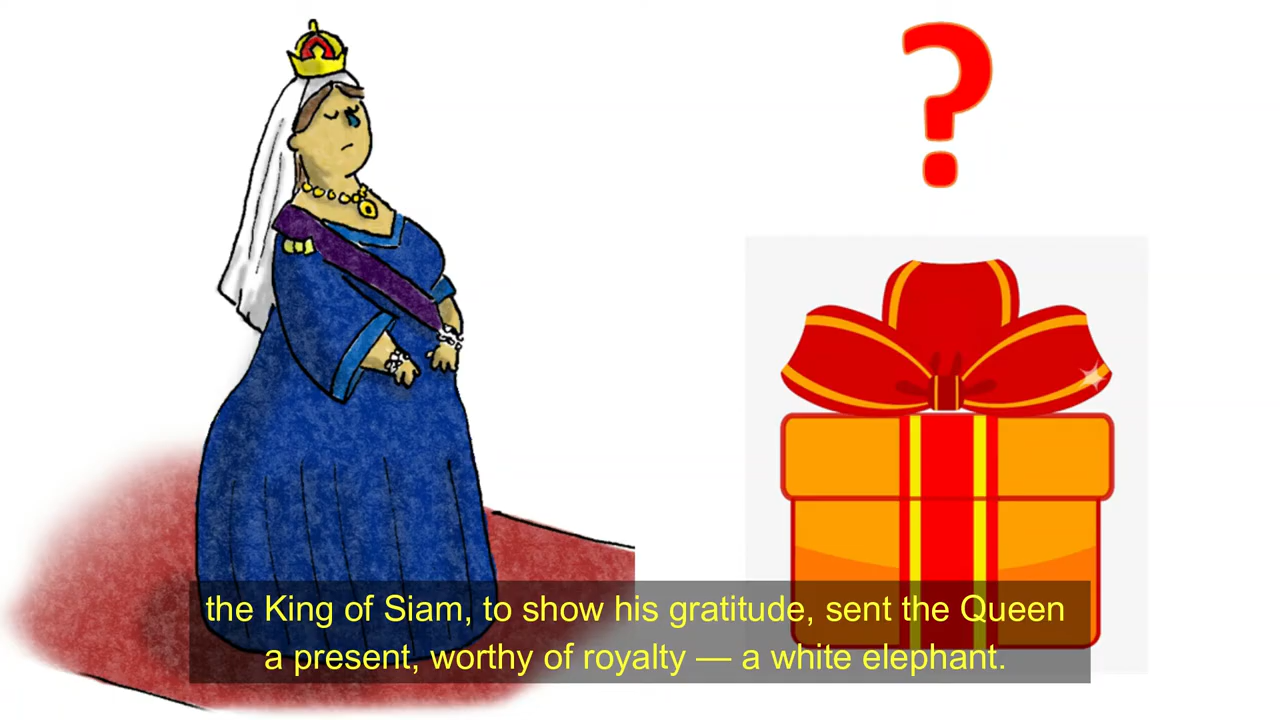 ?
the King of Siam, to show his gratitude, sent the Queen
a present, worthy of royalty — a white elephant.